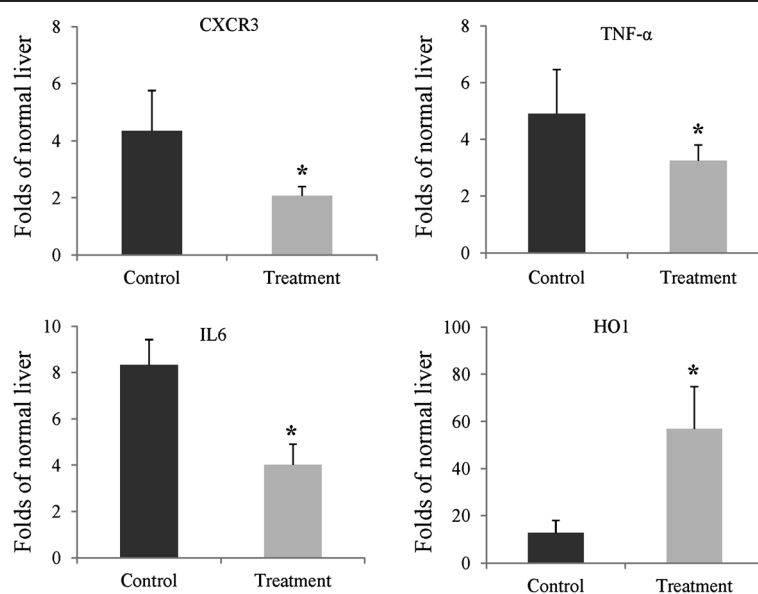 CXCR3
Folds of normal liver
8
6
4
2
0
*
Control Treatment
TNF-α
Folds of normal liver
8
6
4
2
0
*
Control Treatment
IL6
Folds of normal liver
10
8
6
4
2
0
*
Control Treatment
HO1
Folds of normal liver
100
80
60
40
20
0
*
Control Treatment